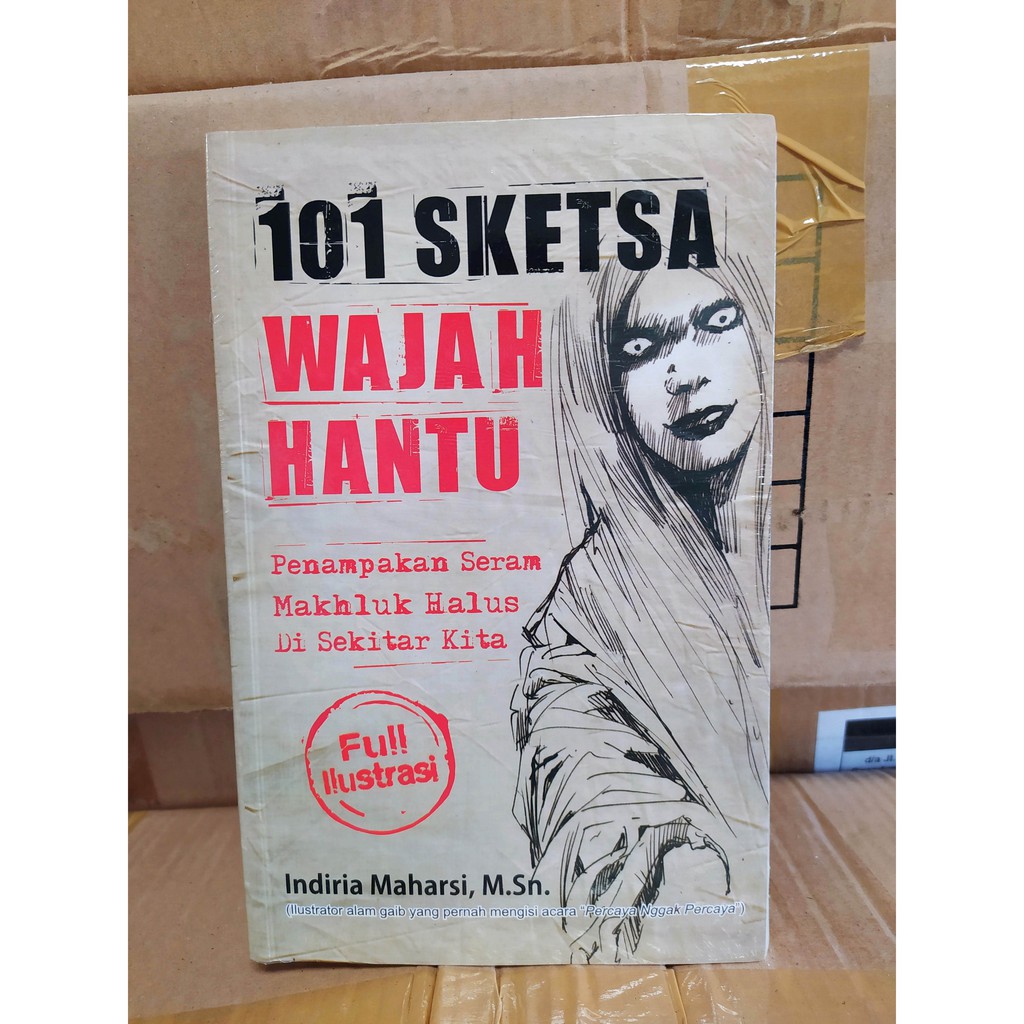 101 SKETSA
WAJAH
HANTU
Penampakan Seram
Makhluk Halus
Di Sekitar Kita
Full
Ilustrasi
Indiria Maharsi, M.Sn.
(Ilustrator alam gaib yang pernah mengisi acara "Percaya Nggak Percaya")
d/a JL